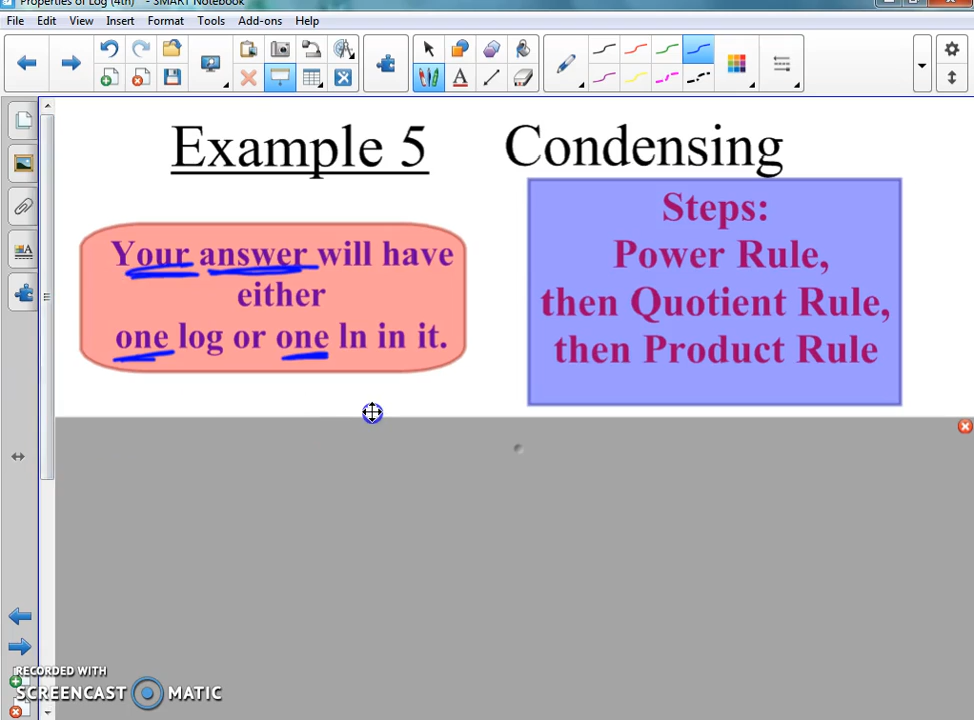 Properties of Log (4th) - SMART Notebook
File Edit View Insert Format Tools Add-ons Help
Example 5 Condensing
Your answer will have
either
one log or one ln in it.
Steps:
Power Rule,
then Quotient Rule,
then Product Rule
RECORDED WITH
SCREENCAST MATIC